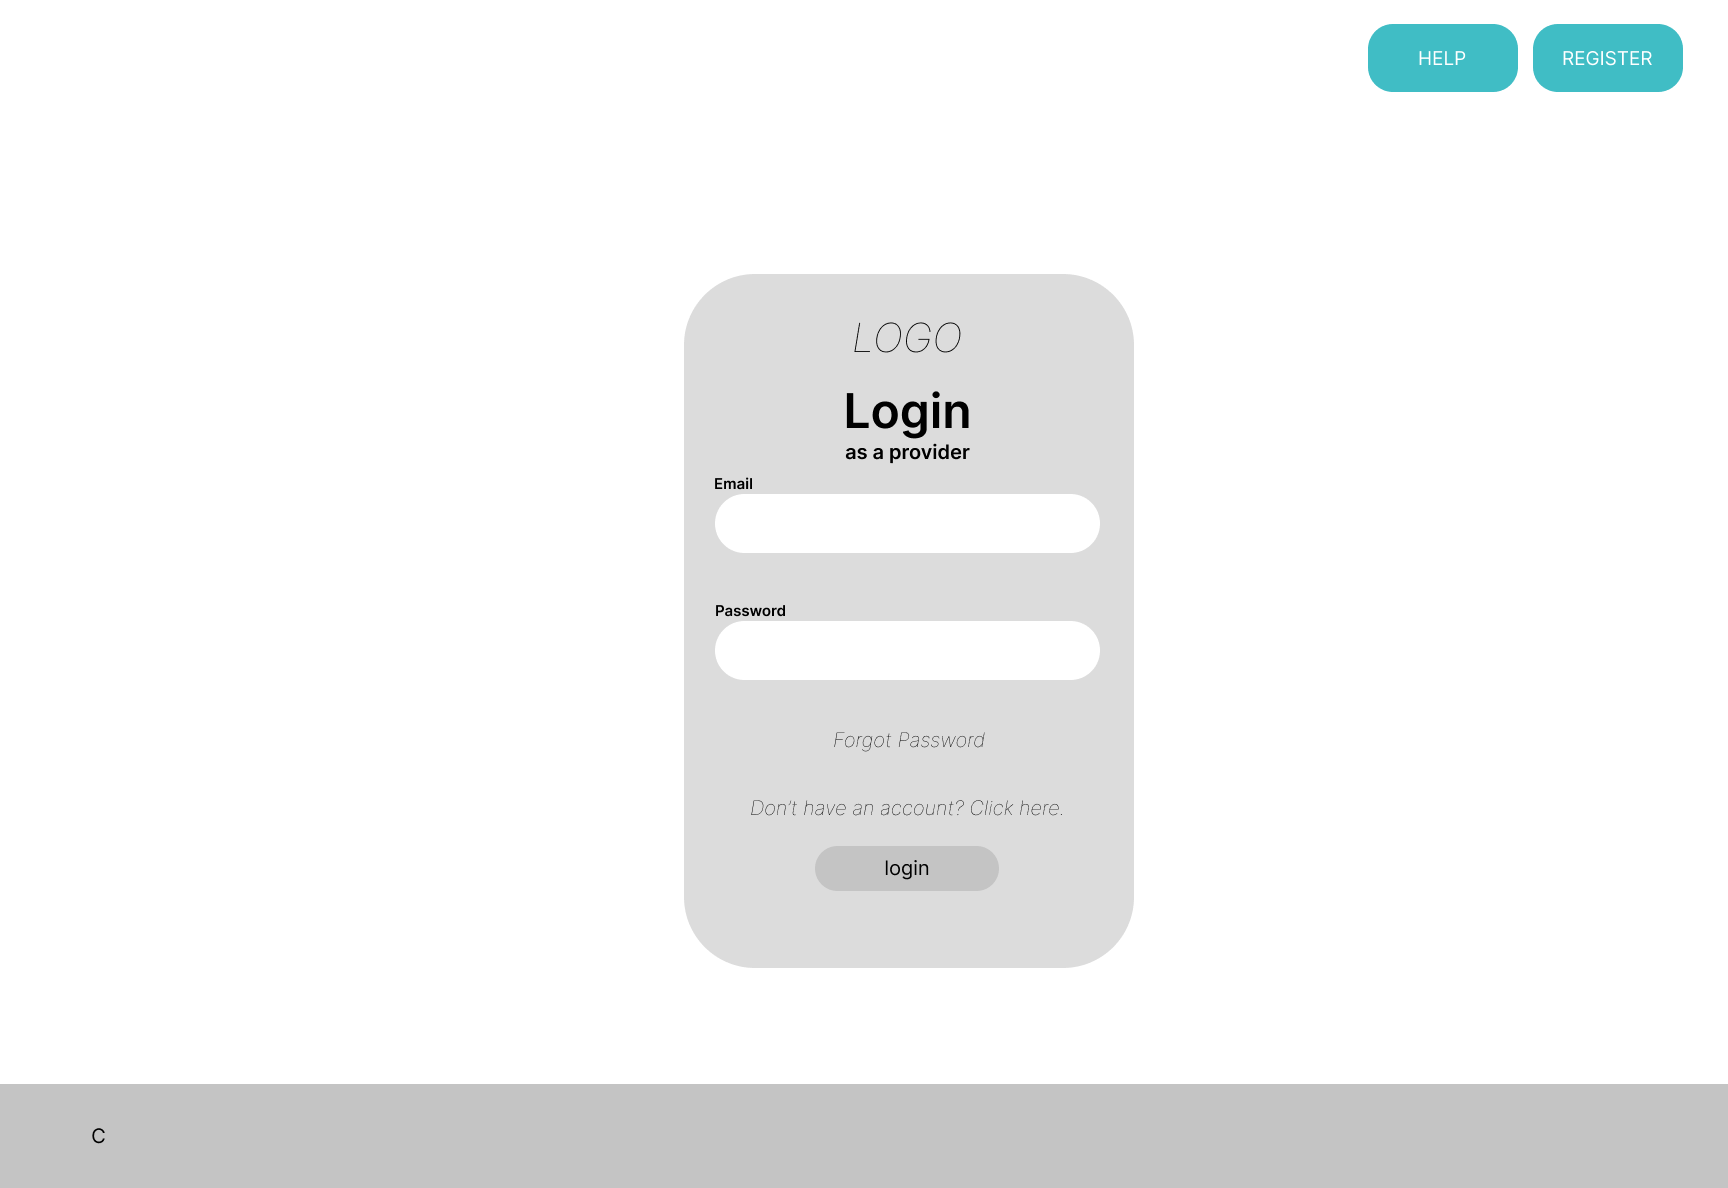 HELP
REGISTER
LOGO
Login
as a provider
Email
Password
Forgot Password
Don't have an account? Click here.
login
C